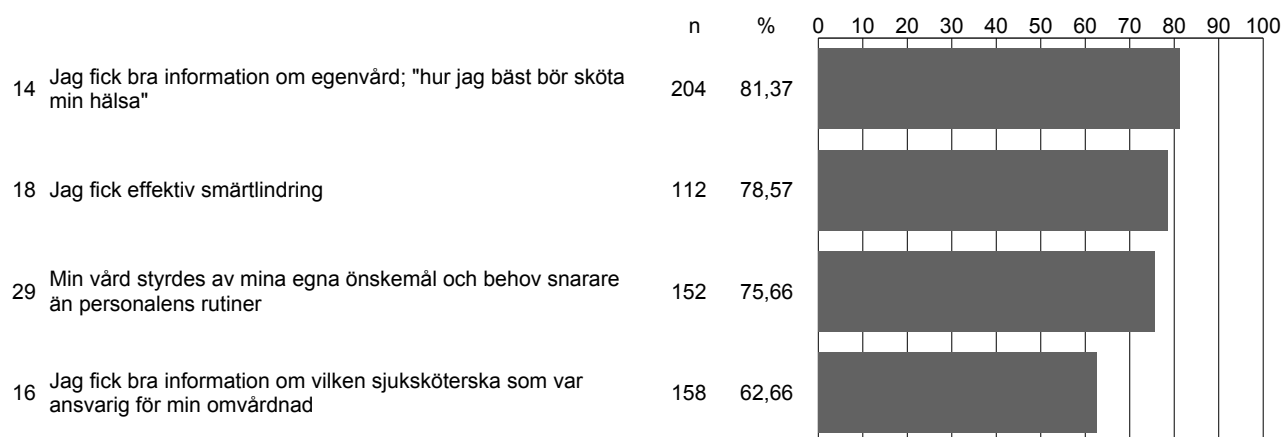 n % 0 10 20 30 40 50 60 70 80 90 100
14 Jag fick bra information om egenvård; "hur jag bäst bör sköta
min hälsa" 204 81,37
18 Jag fick effektiv smärtlindring 112 78,57
29 Min vård styrdes av mina egna önskemål och behov snarare
än personalens rutiner 152 75,66
16 Jag fick bra information om vilken sjuksköterska som var
ansvarig för min omvårdnad 158 62,66